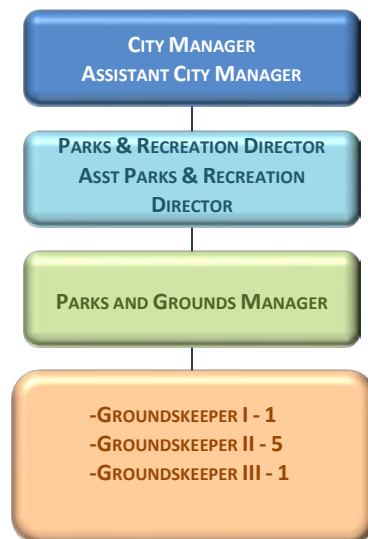 City Manager
Assistant City Manager
Parks & Recreation Director
Asst Parks & Recreation
Director
Parks and Grounds Manager
-Groundskeeper I - 1
-Groundskeeper II - 5
-Groundskeeper III - 1